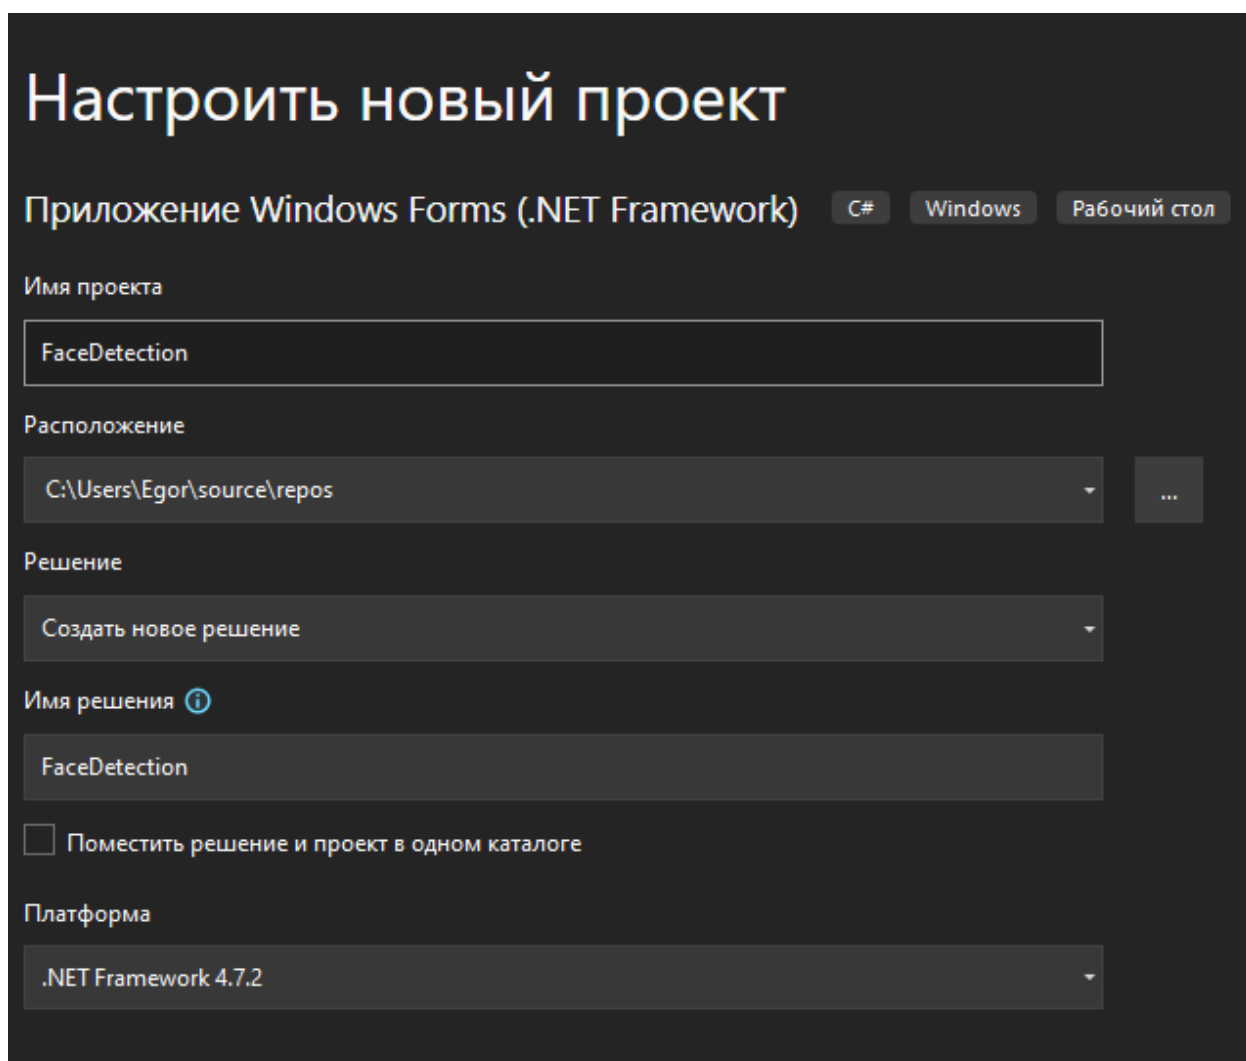 Настроить новый проект
Приложение Windows Forms (.NET Framework) C# Windows Рабочий стол
Имя проекта
FaceDetection
Расположение
C:\Users\Egor\source\repos
...
Решение
Создать новое решение
Имя решения
FaceDetection
Поместить решение и проект в одном каталоге
Платформа
.NET Framework 4.7.2